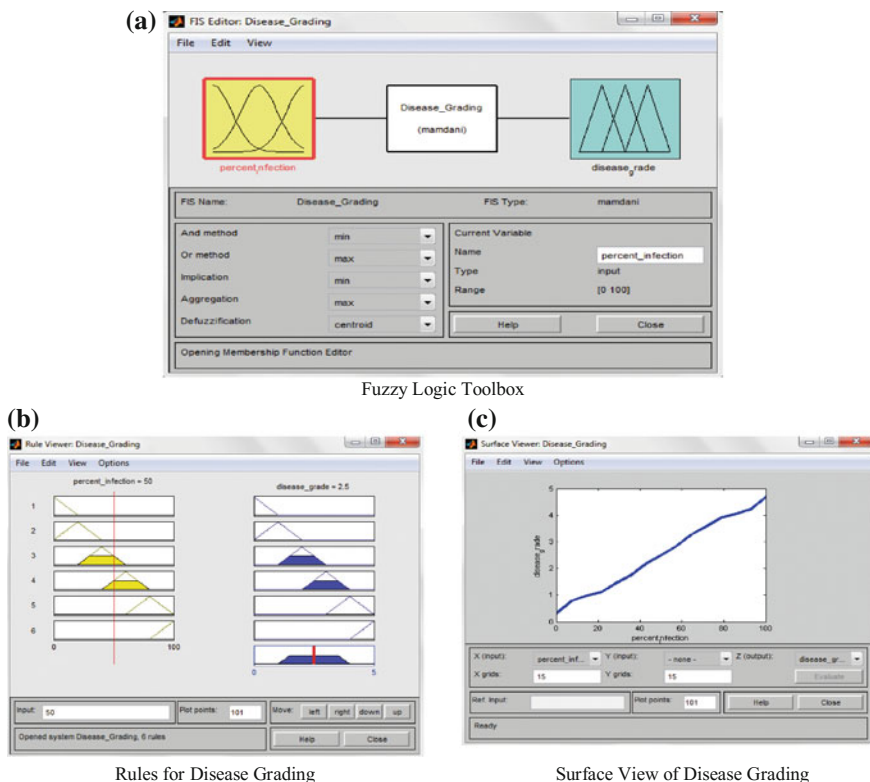 (a)
FIS Editor: Disease_Grading
File Edit View
Disease_Grading
(mamdani)
percent_infection
disease_grade
FIS Name: Disease_Grading FIS Type: mamdani
And method min
Or method max
Implication min
Aggregation max
Defuzzification centroid
Current Variable
Name percent_infection
Type input
Range [0 100]
Help Close
Opening Membership Function Editor
Fuzzy Logic Toolbox
(b)
Rule Viewer: Disease_Grading
File Edit View Options
percent_infection = 50
disease_grade = 2.5
1
2
3
4
5
6
0 100
0 5
Input: 50 Plot points: 101 Move: left right down up
Opened system Disease_Grading, 6 rules Help Close
Rules for Disease Grading
(c)
Surface Viewer: Disease_Grading
File Edit View Options
5
4
3
2
1
0
disease_grade
0 20 40 60 80 100
percent_infection
X (input): percent_inf... Y (input): - none - Z (output): disease_gr...
X grids: 15 Y grids: 15 Evaluate
Ref. Input: Plot points: 101 Help Close
Ready
Surface View of Disease Grading